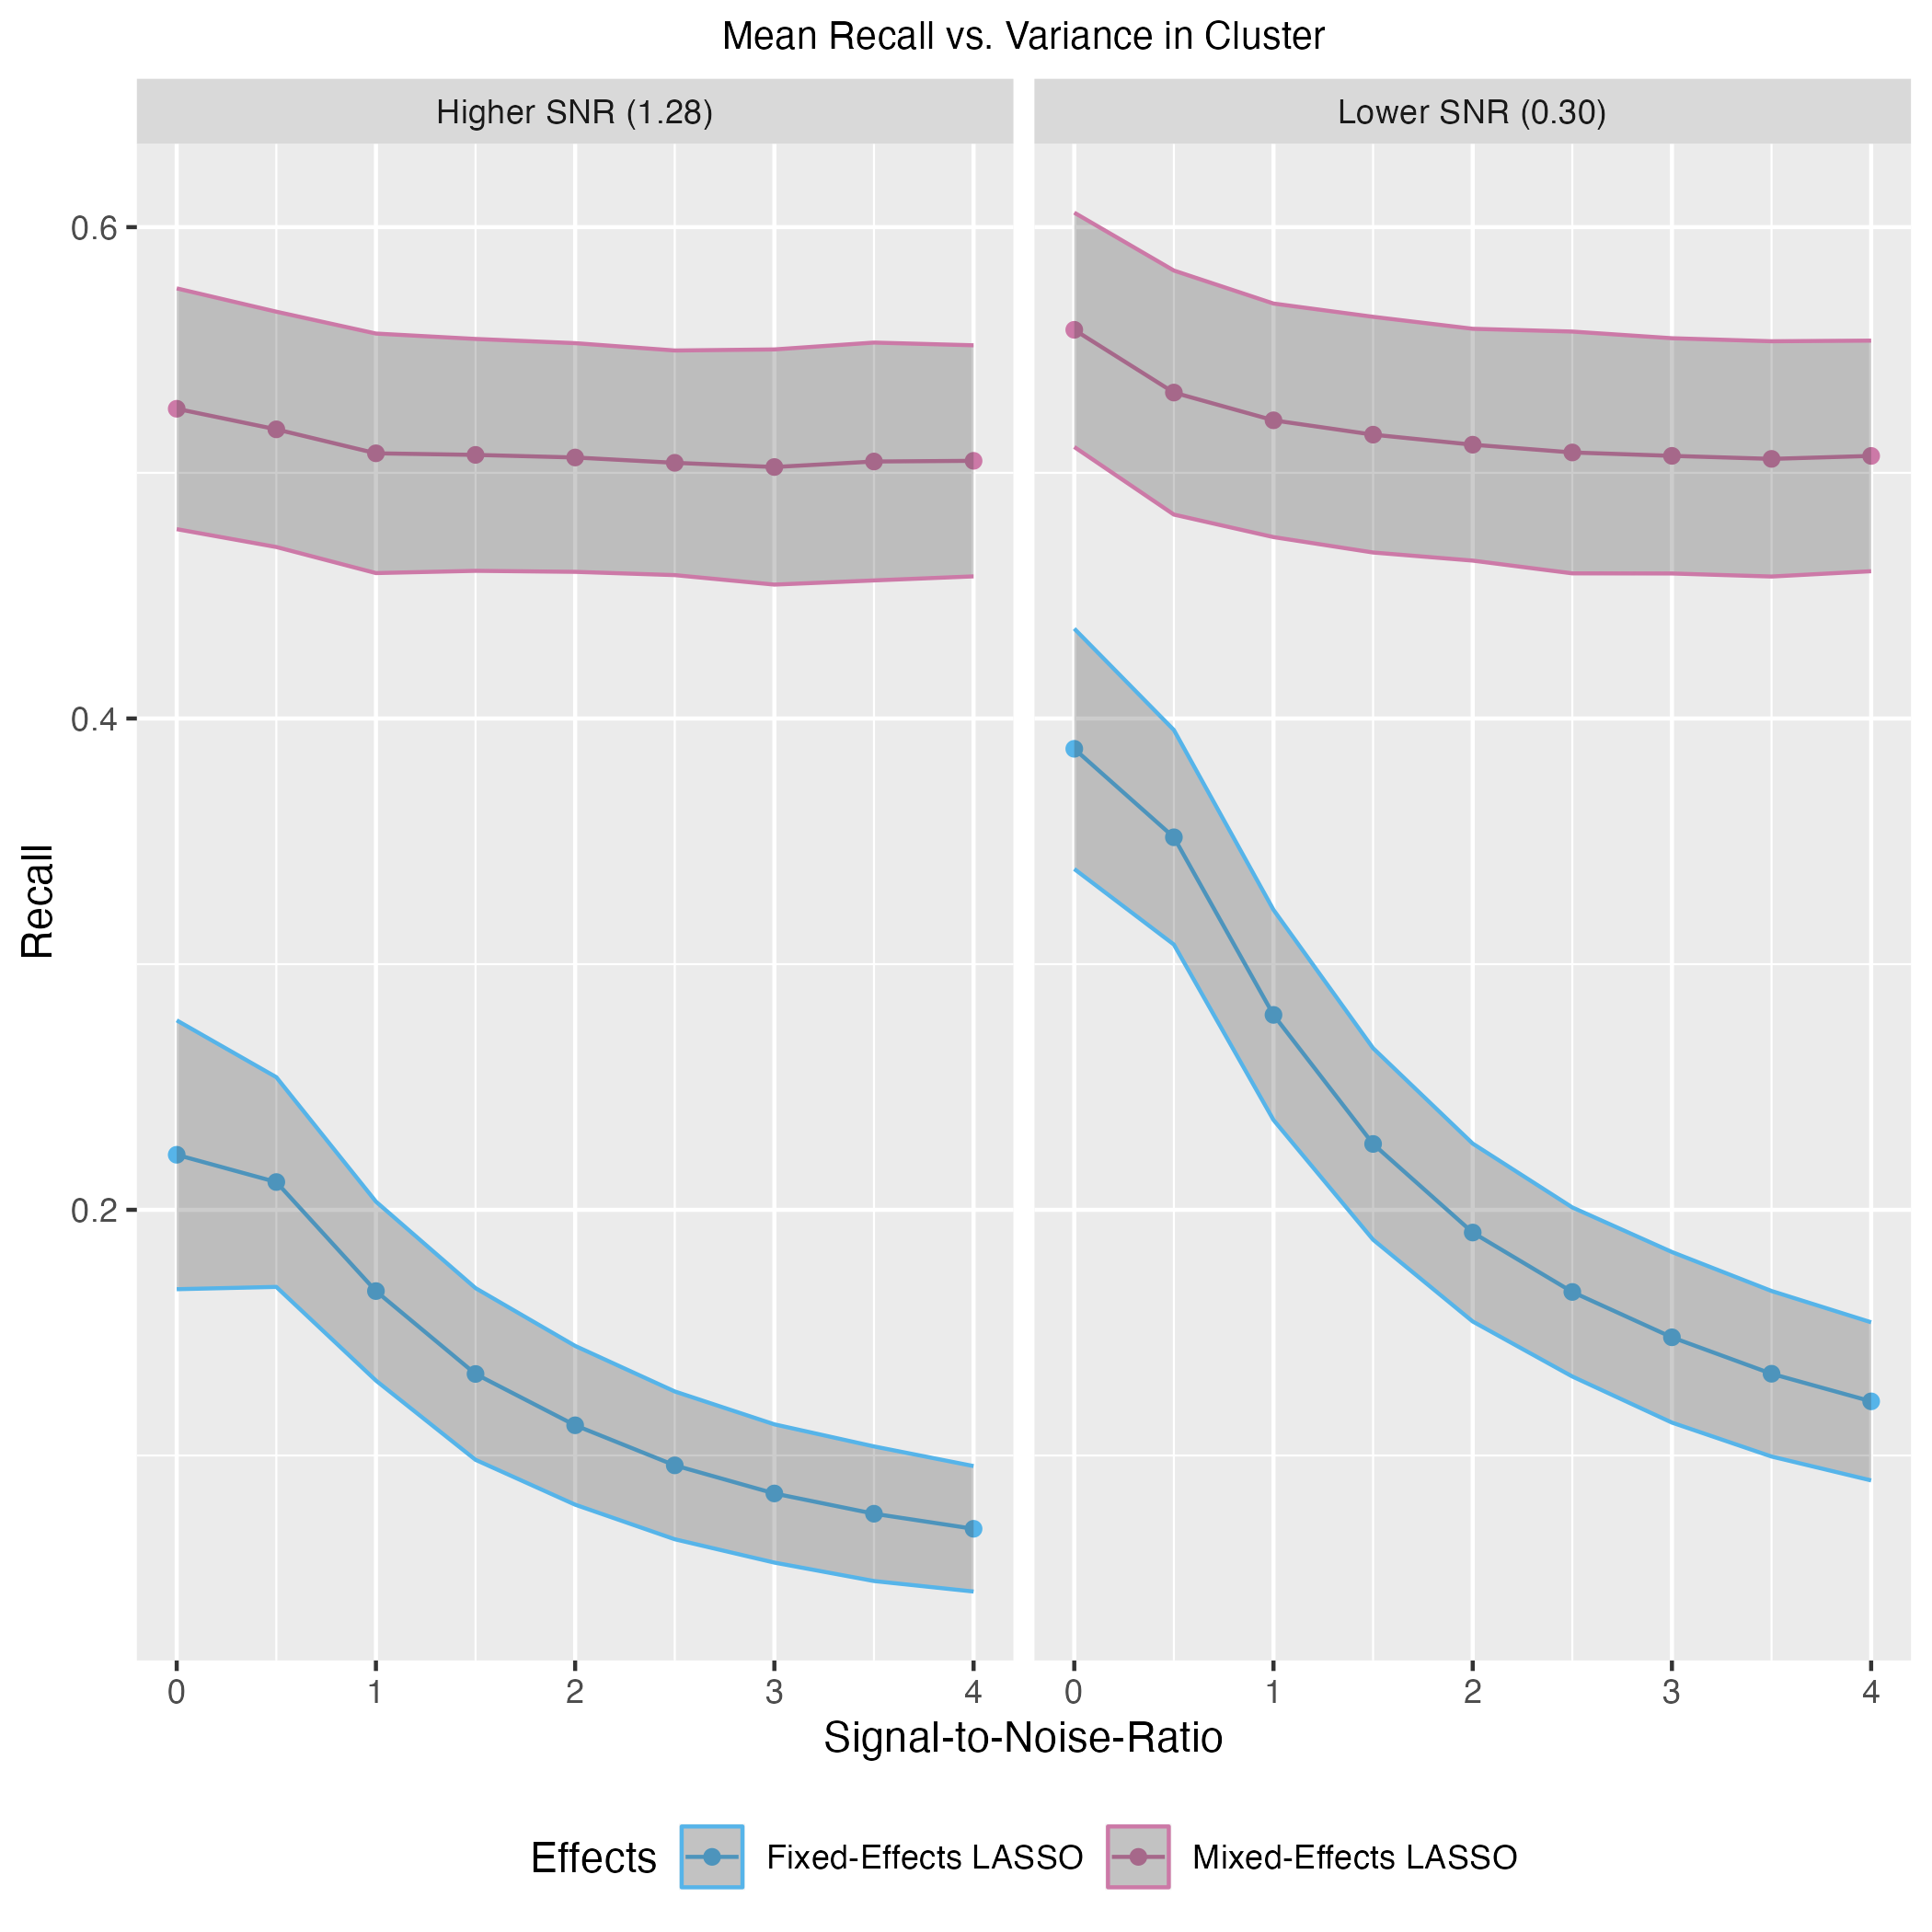 Mean Recall vs. Variance in Cluster
Higher SNR (1.28)
Lower SNR (0.30)
0.6
0.4
0.2
Recall
0 1 2 3 4
0 1 2 3 4
Signal-to-Noise-Ratio
Effects Fixed-Effects LASSO Mixed-Effects LASSO